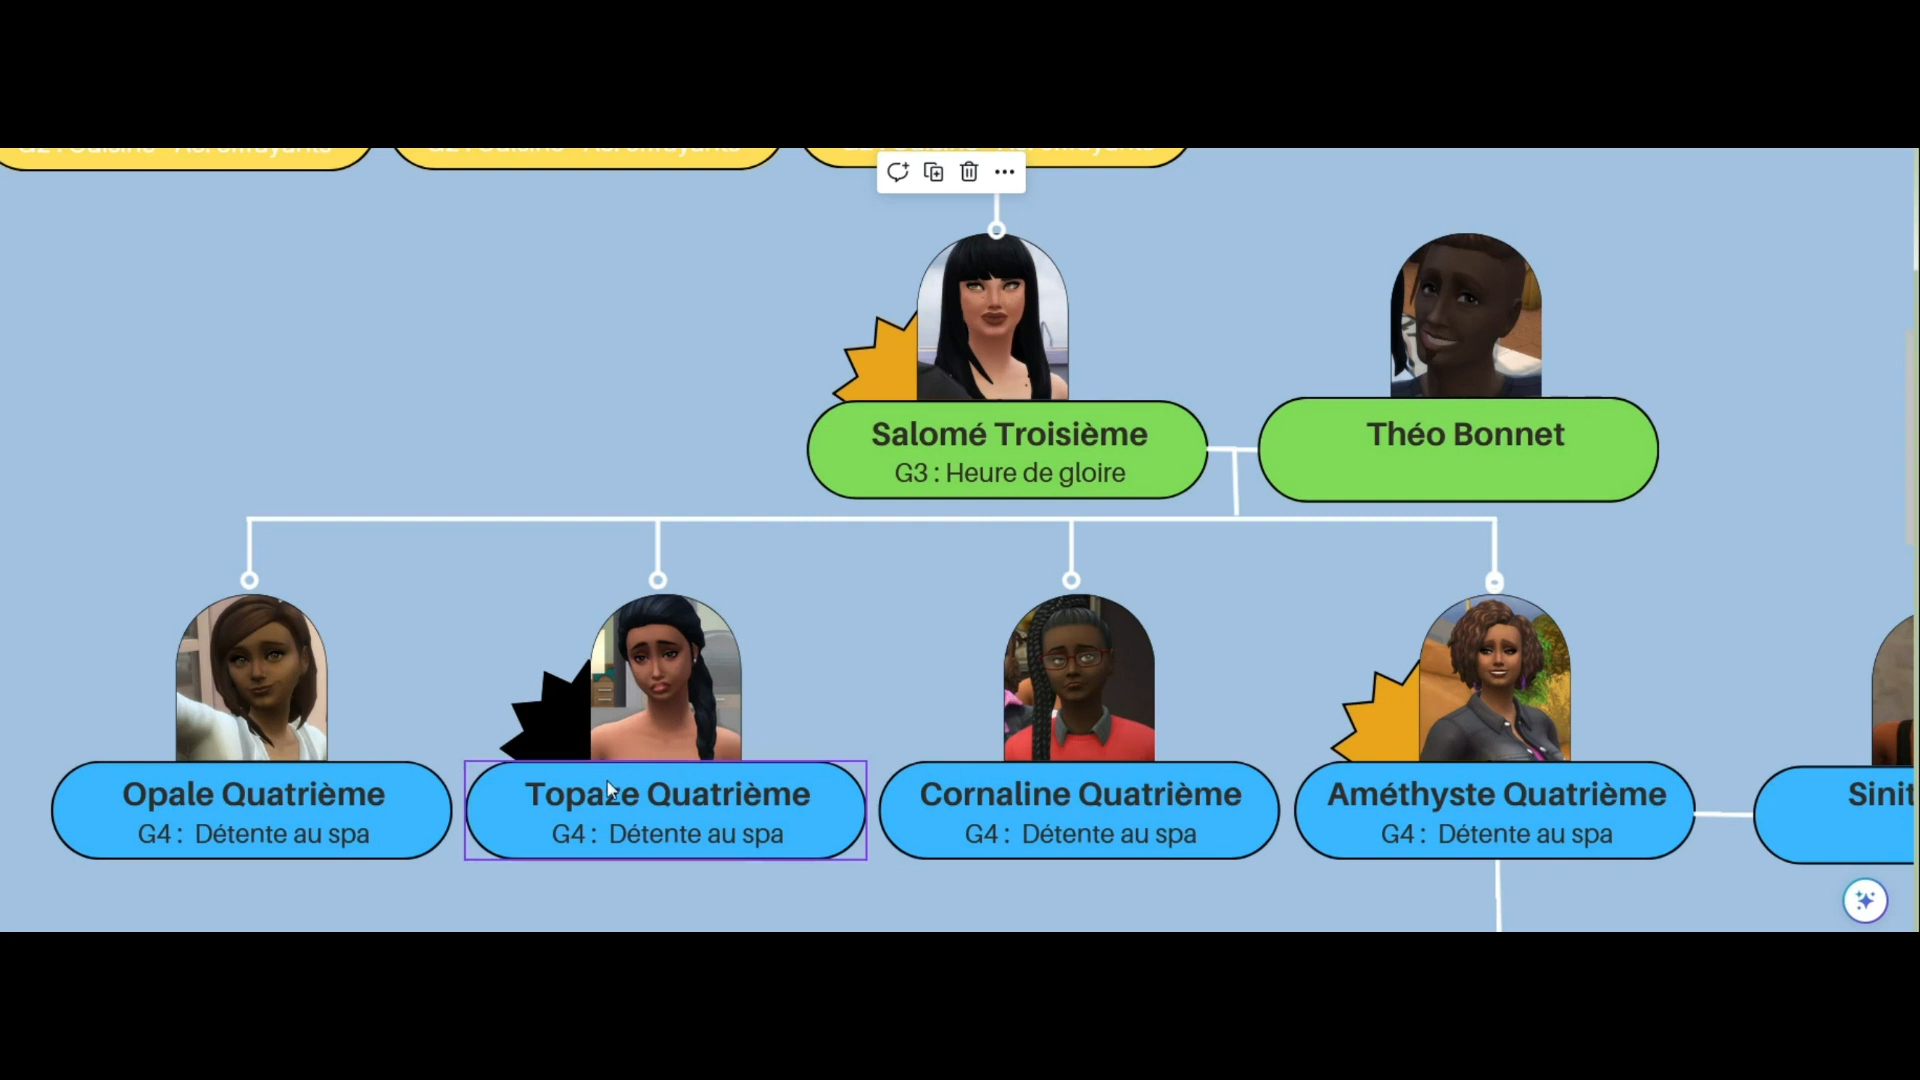 Salomé Troisième
G3 : Heure de gloire
Théo Bonnet
Opale Quatrième
G4 : Détente au spa
Topaze Quatrième
G4 : Détente au spa
Cornaline Quatrième
G4 : Détente au spa
Améthyste Quatrième
G4 : Détente au spa
Sinit